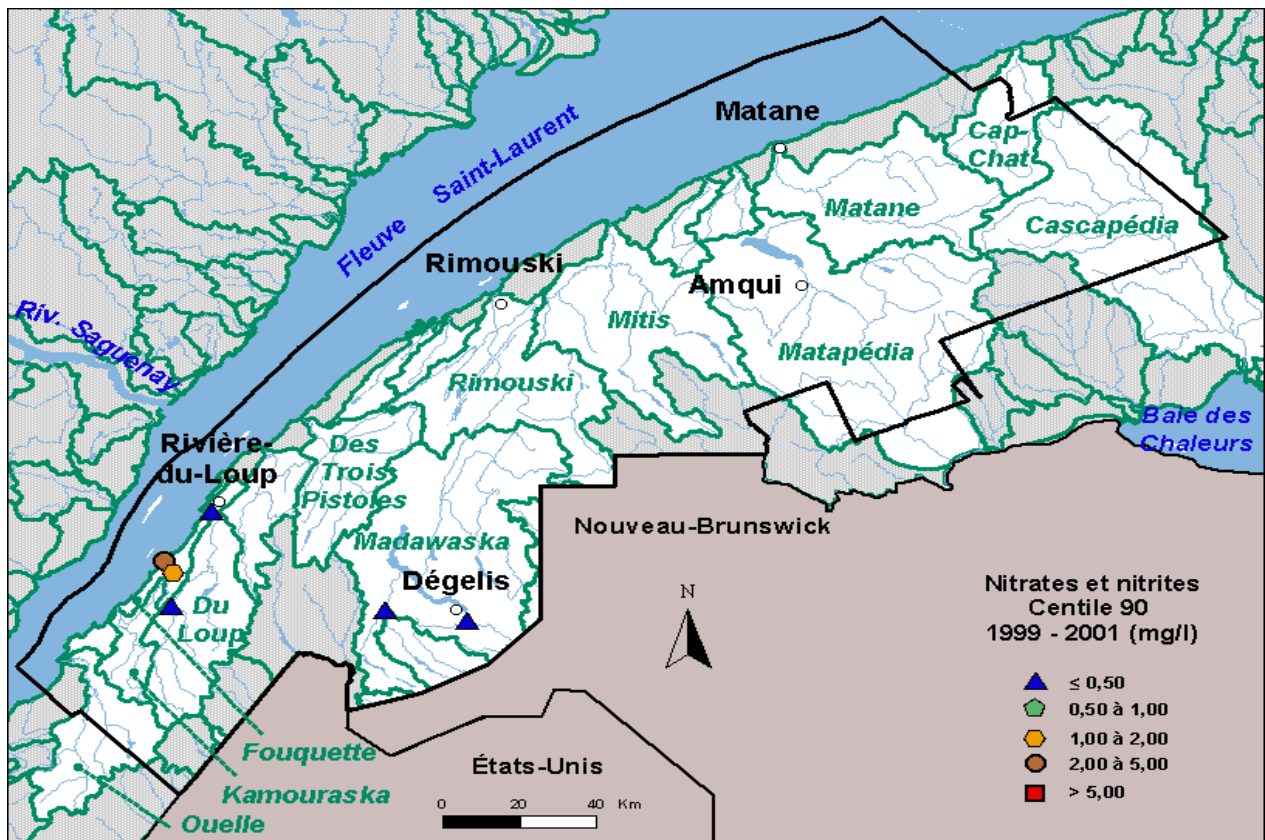 Matane
Cap-
Chat
Fleuve Saint-Laurent
Matane
Cascapédia
Rimouski
Amqui
Riv. Saguenay
Mitis
Matapédia
Rimouski
Baie des
Chaleurs
Rivière-
du-Loup
Des
Trois
Pistoles
Nouveau-Brunswick
Madawaska
Dégelis
Du
Loup
N
Nitrates et nitrites
Centile 90
1999 - 2001 (mg/l)
≤ 0,50
0,50 à 1,00
1,00 à 2,00
2,00 à 5,00
> 5,00
Fouquette
Kamouraska
Ouelle
États-Unis
0 20 40 Km